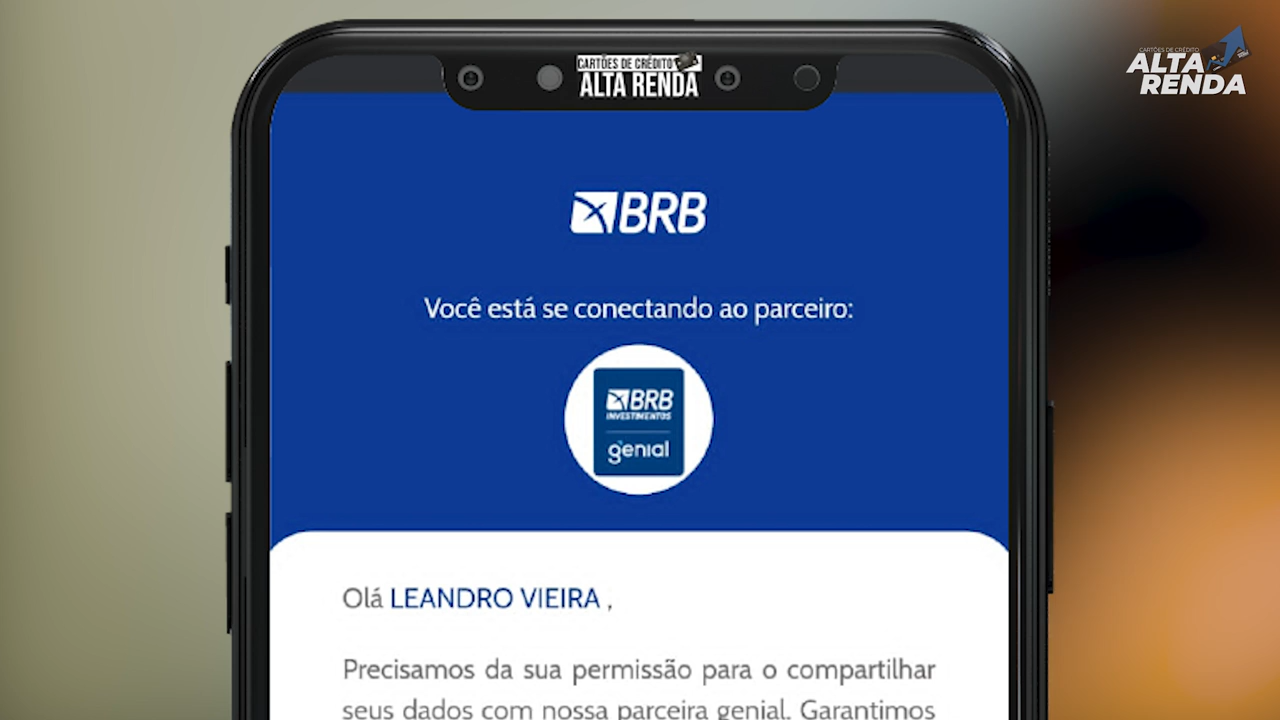 CARTÕES DE CRÉDITO
ALTA RENDA
CARTÕES DE CRÉDITO
ALTA
RENDA
BRB
Você está se conectando ao parceiro:
BRB
INVESTIMENTOS
genial
Olá LEANDRO VIEIRA ,
Precisamos da sua permissão para o compartilhar
seus dados com nossa parceira genial. Garantimos